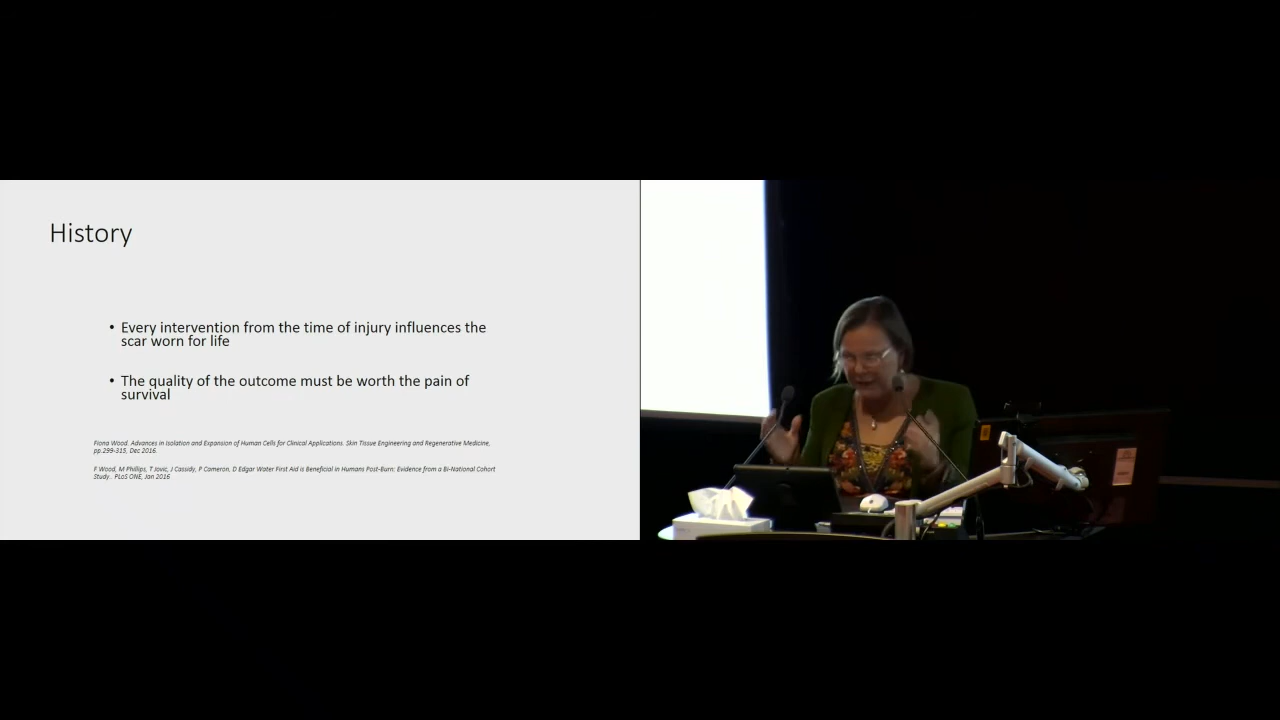 History
• Every intervention from the time of injury influences the
scar worn for life
• The quality of the outcome must be worth the pain of
survival
Fiona Wood. Advances in Isolation and Expansion of Human Cells for Clinical Applications. Skin Tissue Engineering and Regenerative Medicine,
pp.299-315, Dec 2016.
F Wood, M Phillips, T Jovic, J Cassidy, P Cameron, D Edgar Water First Aid is Beneficial in Humans Post-Burn: Evidence from a Bi-National Cohort
Study.. PLoS ONE, Jan 2016